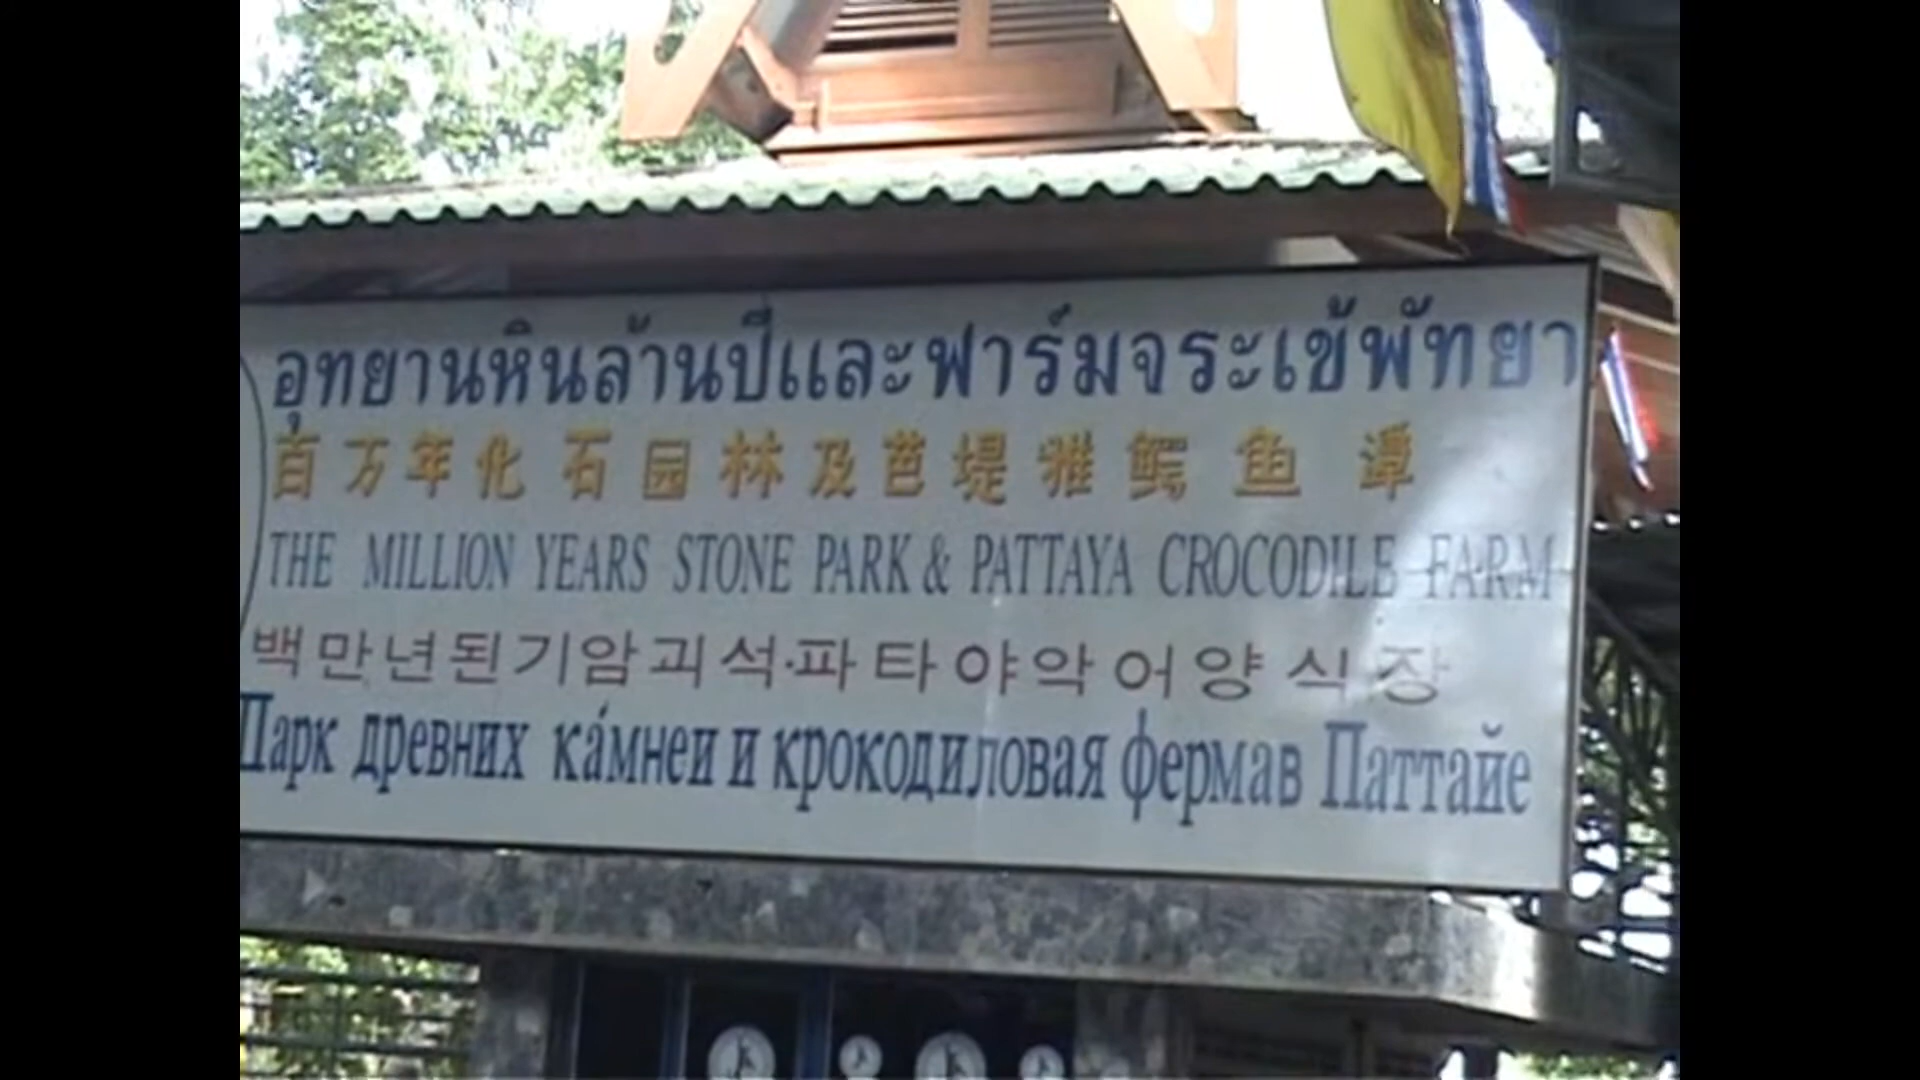 อุทยานหินล้านปีและฟาร์มจระเข้พัทยา
百万年化石园林及芭堤雅鳄鱼潭
THE MILLION YEARS STONE PARK & PATTAYA CROCODILE FARM
백만년된기암괴석·파타야악어양식장
Парк древних ка́мнеи и крокодиловая фермав Паттайе